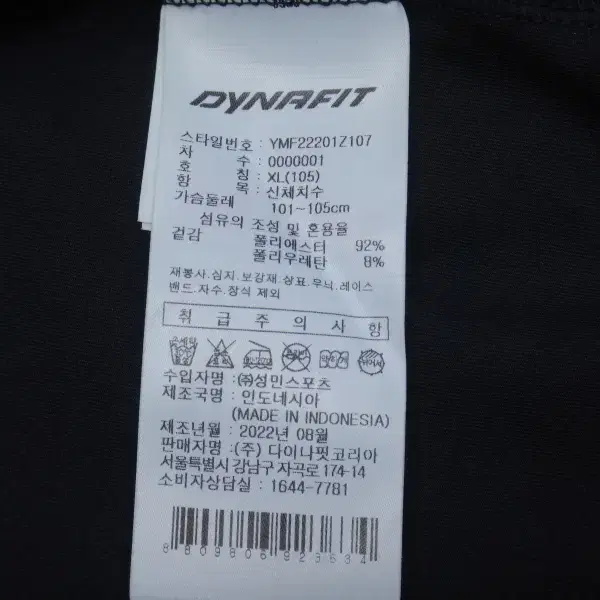 DYNAFIT
스타일번호 : YMF22201Z107
차 수 : 0000001
호 칭 : XL(105)
항 목 : 신체치수
가슴둘레 101~105cm
섬유의 조성 및 혼용율
겉감 폴리에스터 92%
폴리우레탄 8%
재봉사.심지.보강재.상표.무늬.레이스
밴드.자수.장식 제외
취 급 주 의 사 항
수입자명 : ㈜성인스포츠
제조국명 : 인도네시아
(MADE IN INDONESIA)
제조년월 : 2022년 08월
판매자명 : (주) 다이나핏코리아
서울특별시 강남구 자곡로 174-14
소비자상담실 : 1644-7781
8809806923634